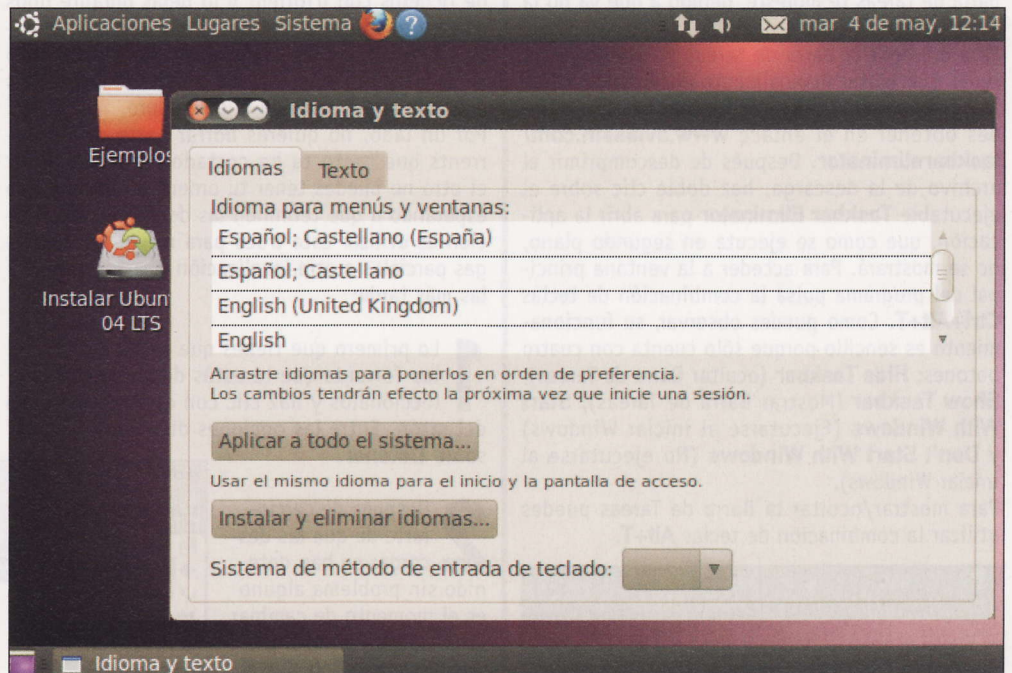 Aplicaciones Lugares Sistema
mar 4 de may, 12:14
Ejemplos
Instalar Ubun
04 LTS
Idioma y texto
Idiomas
Texto
Idioma para menús y ventanas:
Español; Castellano (España)
Español; Castellano
English (United Kingdom)
English
Arrastre idiomas para ponerlos en orden de preferencia.
Los cambios tendrán efecto la próxima vez que inicie una sesión.
Aplicar a todo el sistema...
Usar el mismo idioma para el inicio y la pantalla de acceso.
Instalar y eliminar idiomas...
Sistema de método de entrada de teclado:
Idioma y texto